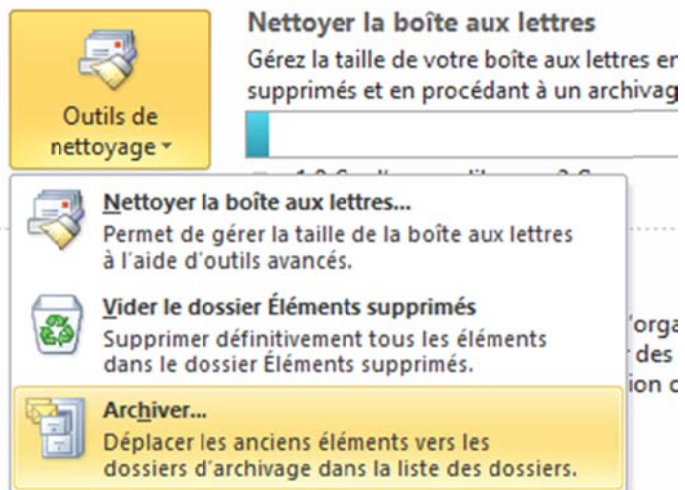 Nettoyer la boîte aux lettres
Gérez la taille de votre boîte aux lettres en
supprimés et en procédant à un archivag
Outils de
nettoyage
Nettoyer la boîte aux lettres...
Permet de gérer la taille de la boîte aux lettres
à l'aide d'outils avancés.
Vider le dossier Éléments supprimés
Supprimer définitivement tous les éléments
dans le dossier Éléments supprimés.
'orga
des
ion
Archiver...
Déplacer les anciens éléments vers les
dossiers d'archivage dans la liste des dossiers.